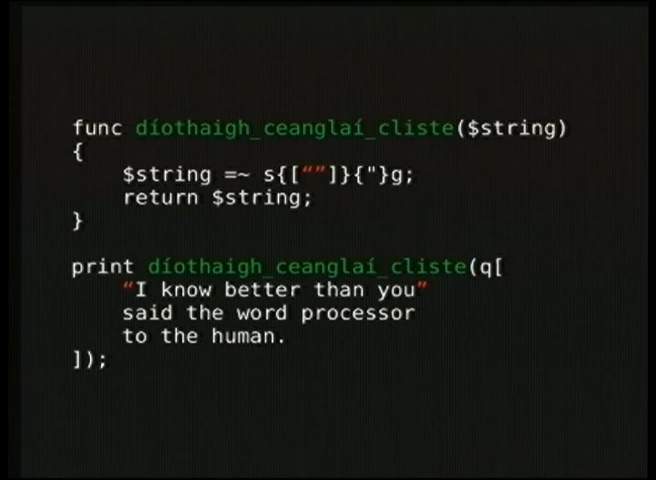 func díothaigh_ceanglaí_cliste($string)
{
$string =~ s{[“”]}{"}g;
return $string;
}
print díothaigh_ceanglaí_cliste(q[
“I know better than you”
said the word processor
to the human.
]);